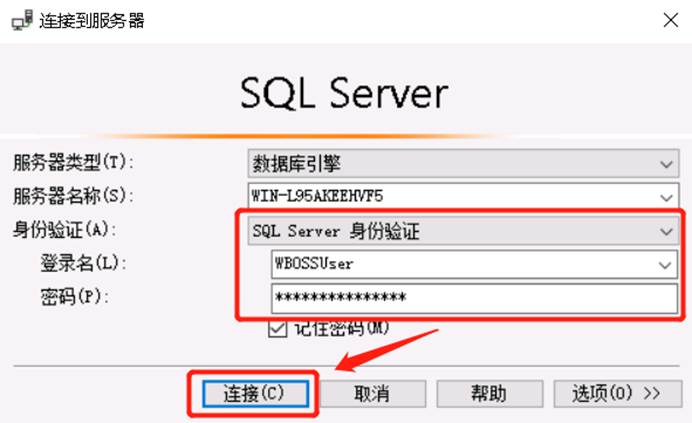 连接到服务器
SQL Server
服务器类型(T):
数据库引擎
服务器名称(S):
WIN-L95AKEEHVF5
身份验证(A):
SQL Server 身份验证
登录名(L):
WBOSSUser
密码(P):
***************
记住密码(M)
连接(C)
取消
帮助
选项(O) >>